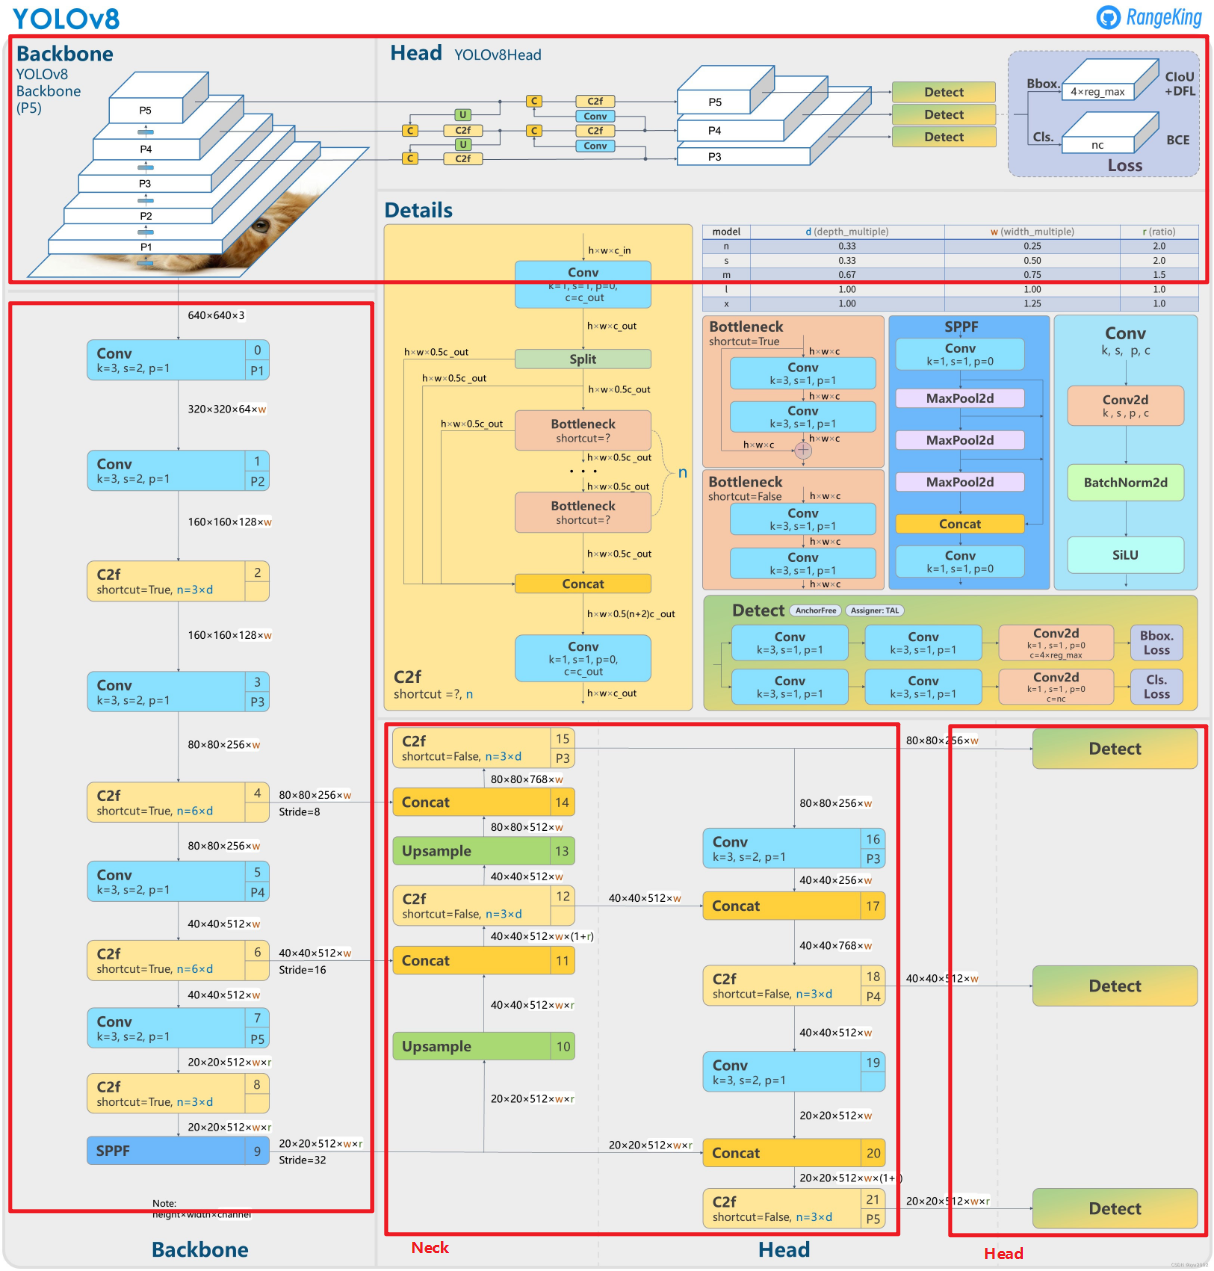 YOLOv8
RangeKing
Backbone
YOLOv8
Backbone
(P5)
P5
P4
P3
P2
P1
Head YOLOv8Head
C C2f
U Conv
C C2f C C2f
U Conv
C C2f
P5
P4
P3
Detect
Detect
Detect
Bbox. 4×reg_max CIoU
+DFL
Cls. nc BCE
Loss
Details
h×w×c_in
Conv
k=1, s=1, p=0,
c=c_out
h×w×c_out
h×w×0.5c_out Split
h×w×0.5c_out h×w×0.5c_out
h×w×0.5c_out Bottleneck
shortcut=?
h×w×0.5c_out
· · ·
n
h×w×0.5c_out
Bottleneck
shortcut=?
h×w×0.5c_out
Concat
h×w×0.5(n+2)c_out
Conv
k=1, s=1, p=0,
c=c_out
h×w×c_out
C2f
shortcut =?, n
model d (depth_multiple) w (width_multiple) r (ratio)
n 0.33 0.25 2.0
s 0.33 0.50 2.0
m 0.67 0.75 1.5
l 1.00 1.00 1.0
x 1.00 1.25 1.0
Bottleneck
shortcut=True
h×w×c
Conv
k=3, s=1, p=1
h×w×c
Conv
k=3, s=1, p=1
h×w×c
h×w×c +
Bottleneck
shortcut=False
h×w×c
Conv
k=3, s=1, p=1
h×w×c
Conv
k=3, s=1, p=1
h×w×c
SPPF
Conv
k=1, s=1, p=0
MaxPool2d
MaxPool2d
MaxPool2d
Concat
Conv
k=1, s=1, p=0
Conv
k, s, p, c
Conv2d
k, s, p, c
BatchNorm2d
SiLU
Detect AnchorFree Assigner: TAL
Conv
k=3, s=1, p=1
Conv
k=3, s=1, p=1
Conv2d
k=1, s=1, p=0
c=4×reg_max
Bbox.
Loss
Conv
k=3, s=1, p=1
Conv
k=3, s=1, p=1
Conv2d
k=1, s=1, p=0
c=nc
Cls.
Loss
640×640×3
Conv 0
k=3, s=2, p=1 P1
320×320×64×w
Conv 1
k=3, s=2, p=1 P2
160×160×128×w
C2f 2
shortcut=True, n=3×d
160×160×128×w
Conv 3
k=3, s=2, p=1 P3
80×80×256×w
C2f 4
shortcut=True, n=6×d
80×80×256×w
Stride=8
80×80×256×w
Conv 5
k=3, s=2, p=1 P4
40×40×512×w
C2f 6
shortcut=True, n=6×d
40×40×512×w
Stride=16
40×40×512×w
Conv 7
k=3, s=2, p=1 P5
20×20×512×w×r
C2f 8
shortcut=True, n=3×d
20×20×512×w×r
SPPF 9
20×20×512×w×r
Stride=32
Note:
height×width×channel
Backbone
C2f 15
shortcut=False, n=3×d P3
80×80×768×w
Concat 14
80×80×512×w
Upsample 13
40×40×512×w
C2f 12
shortcut=False, n=3×d
40×40×512×w×(1+r)
Concat 11
40×40×512×w×r
Upsample 10
20×20×512×w×r
Neck
80×80×256×w
80×80×256×w
Conv 16
k=3, s=2, p=1 P3
40×40×256×w
40×40×512×w
Concat 17
40×40×768×w
C2f 18
shortcut=False, n=3×d P4
40×40×512×w
40×40×512×w
Conv 19
k=3, s=2, p=1
20×20×512×w
20×20×512×w×r
Concat 20
20×20×512×w×(1+
C2f 21
shortcut=False, n=3×d P5
20×20×512×w×r
Head
Detect
Detect
Detect
Head